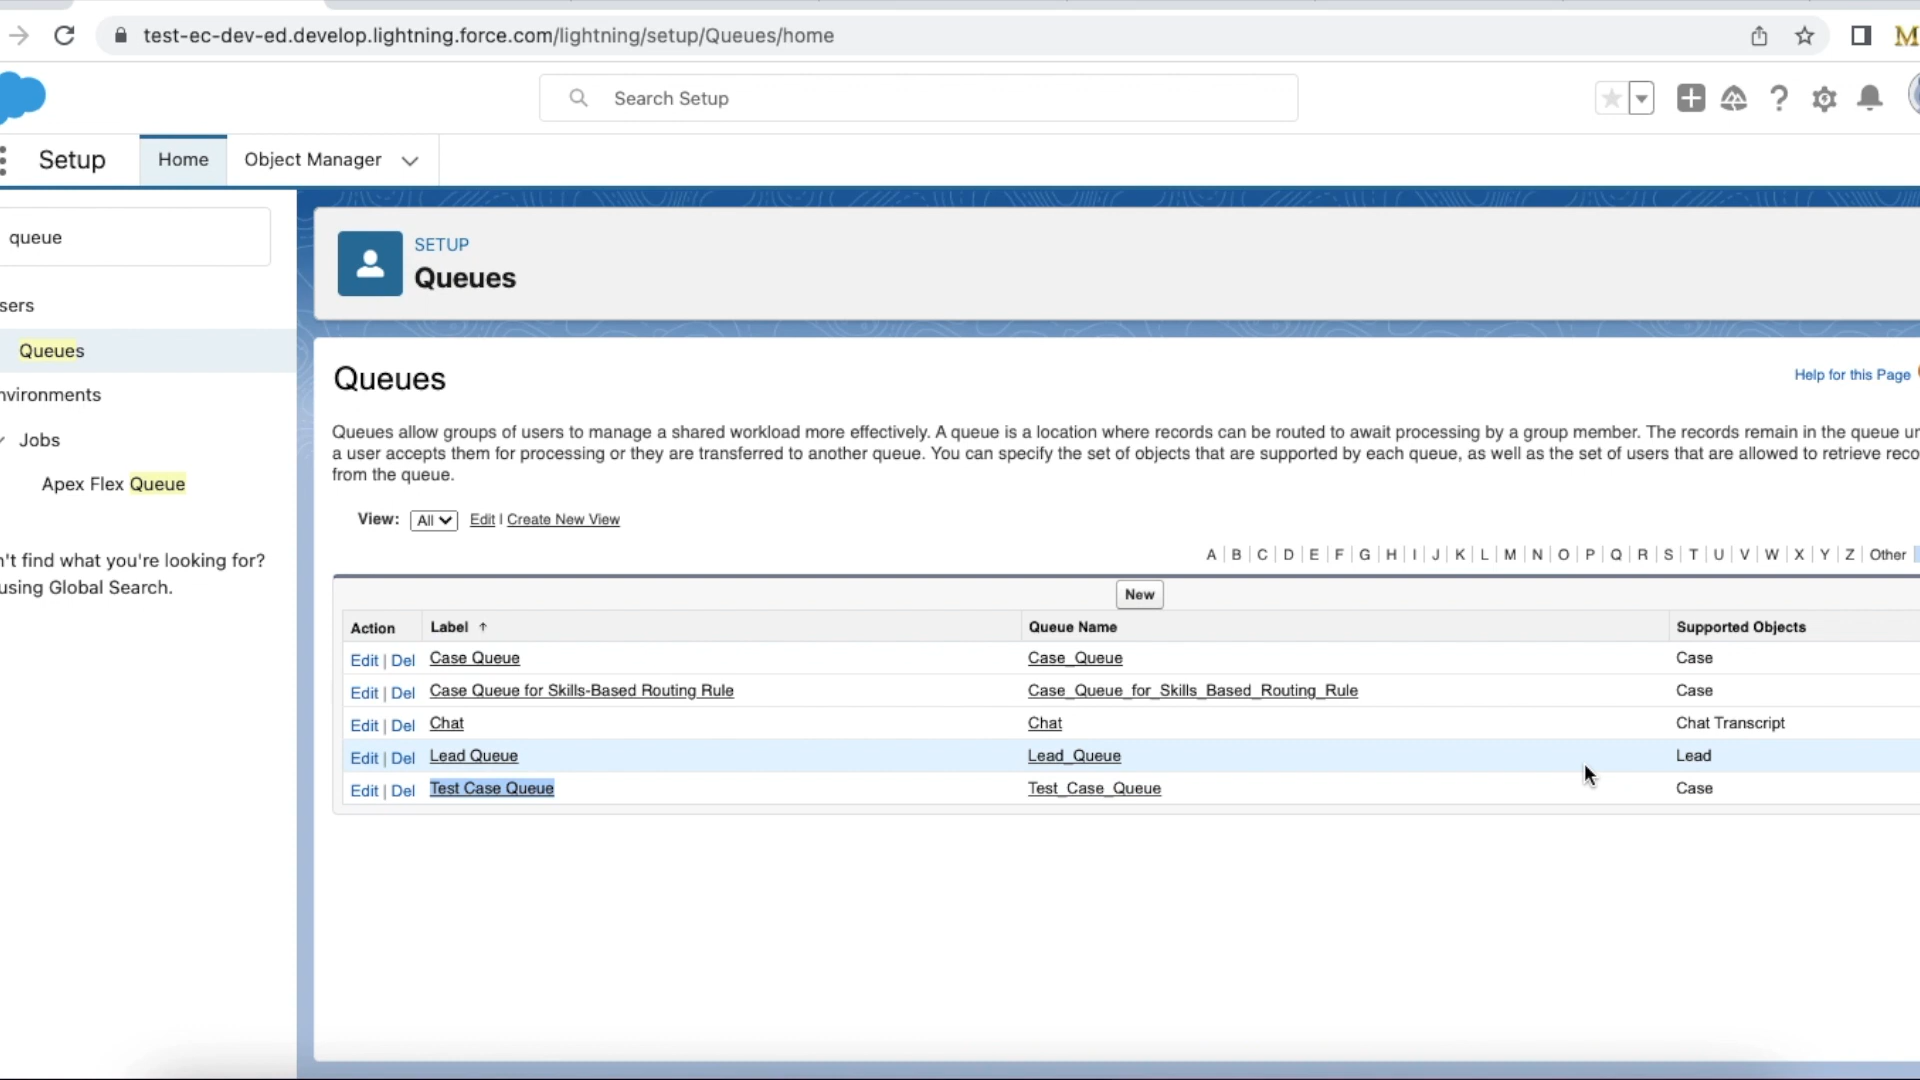 test-ec-dev-ed.develop.lightning.force.com/lightning/setup/Queues/home
M
Search Setup
Setup
Home
Object Manager
queue
sers
Queues
nvironments
Jobs
Apex Flex Queue
n't find what you're looking for?
using Global Search.
SETUP
Queues
Queues
Help for this Page
Queues allow groups of users to manage a shared workload more effectively. A queue is a location where records can be routed to await processing by a group member. The records remain in the queue un
a user accepts them for processing or they are transferred to another queue. You can specify the set of objects that are supported by each queue, as well as the set of users that are allowed to retrieve reco
from the queue.
View: All Edit | Create New View
A | B | C | D | E | F | G | H | I | J | K | L | M | N | O | P | Q | R | S | T | U | V | W | X | Y | Z | Other
New
Action Label ↑ Queue Name Supported Objects
Edit | Del Case Queue Case_Queue Case
Edit | Del Case Queue for Skills-Based Routing Rule Case_Queue_for_Skills_Based_Routing_Rule Case
Edit | Del Chat Chat Chat Transcript
Edit | Del Lead Queue Lead_Queue Lead
Edit | Del Test Case Queue Test_Case_Queue Case